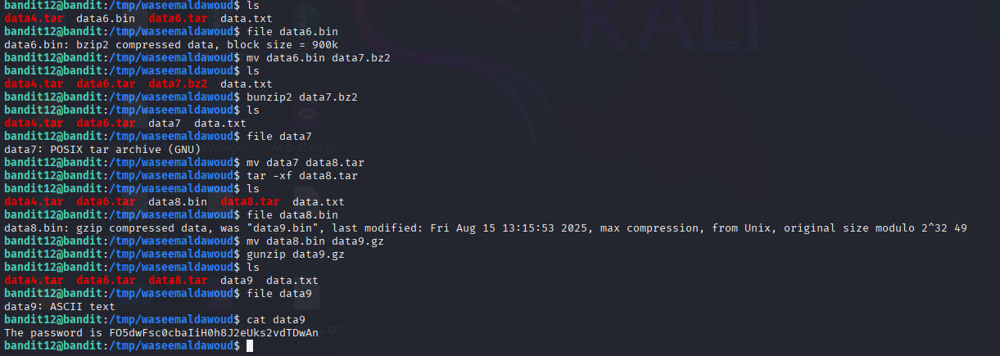 bandit12@bandit:/tmp/waseemaldawoud$ ls
data4.tar  data6.bin  data6.tar  data.txt
bandit12@bandit:/tmp/waseemaldawoud$ file data6.bin
data6.bin: bzip2 compressed data, block size = 900k
bandit12@bandit:/tmp/waseemaldawoud$ mv data6.bin data7.bz2
bandit12@bandit:/tmp/waseemaldawoud$ ls
data4.tar  data6.tar  data7.bz2  data.txt
bandit12@bandit:/tmp/waseemaldawoud$ bunzip2 data7.bz2
bandit12@bandit:/tmp/waseemaldawoud$ ls
data4.tar  data6.tar  data7  data.txt
bandit12@bandit:/tmp/waseemaldawoud$ file data7
data7: POSIX tar archive (GNU)
bandit12@bandit:/tmp/waseemaldawoud$ mv data7 data8.tar
bandit12@bandit:/tmp/waseemaldawoud$ tar -xf data8.tar
bandit12@bandit:/tmp/waseemaldawoud$ ls
data4.tar  data6.tar  data8.bin  data8.tar  data.txt
bandit12@bandit:/tmp/waseemaldawoud$ file data8.bin
data8.bin: gzip compressed data, was "data9.bin", last modified: Fri Aug 15 13:15:53 2025, max compression, from Unix, original size modulo 2^32 49
bandit12@bandit:/tmp/waseemaldawoud$ mv data8.bin data9.gz
bandit12@bandit:/tmp/waseemaldawoud$ gunzip data9.gz
bandit12@bandit:/tmp/waseemaldawoud$ ls
data4.tar  data6.tar  data8.tar  data9  data.txt
bandit12@bandit:/tmp/waseemaldawoud$ file data9
data9: ASCII text
bandit12@bandit:/tmp/waseemaldawoud$ cat data9
The password is FO5dwFsc0cbaIiH0h8J2eUks2vdTDwAn
bandit12@bandit:/tmp/waseemaldawoud$
KALI